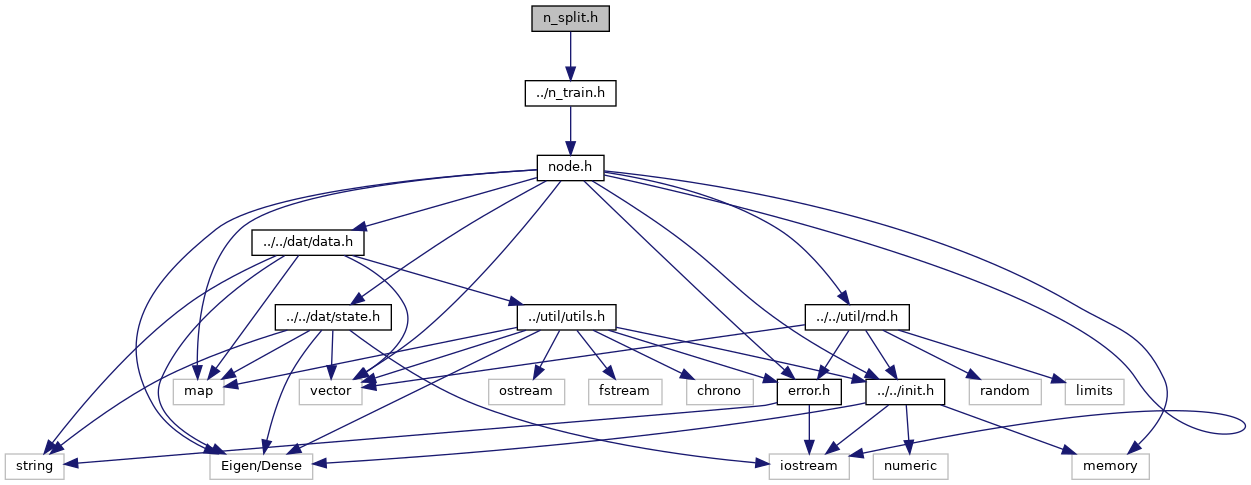 n_split.h
../n_train.h
node.h
../../dat/data.h
../../dat/state.h
../util/utils.h
../../util/rnd.h
map
vector
ostream
fstream
chrono
error.h
../../init.h
random
limits
string
Eigen/Dense
iostream
numeric
memory